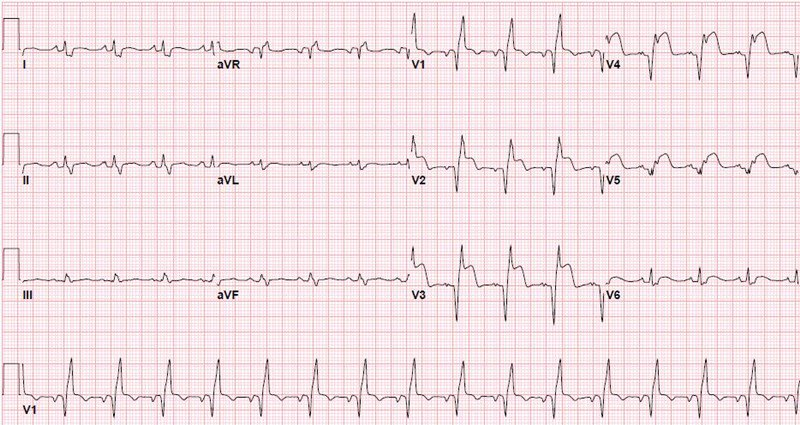 I aVR V1 V4
II aVL V2 V5
III aVF V3 V6
V1